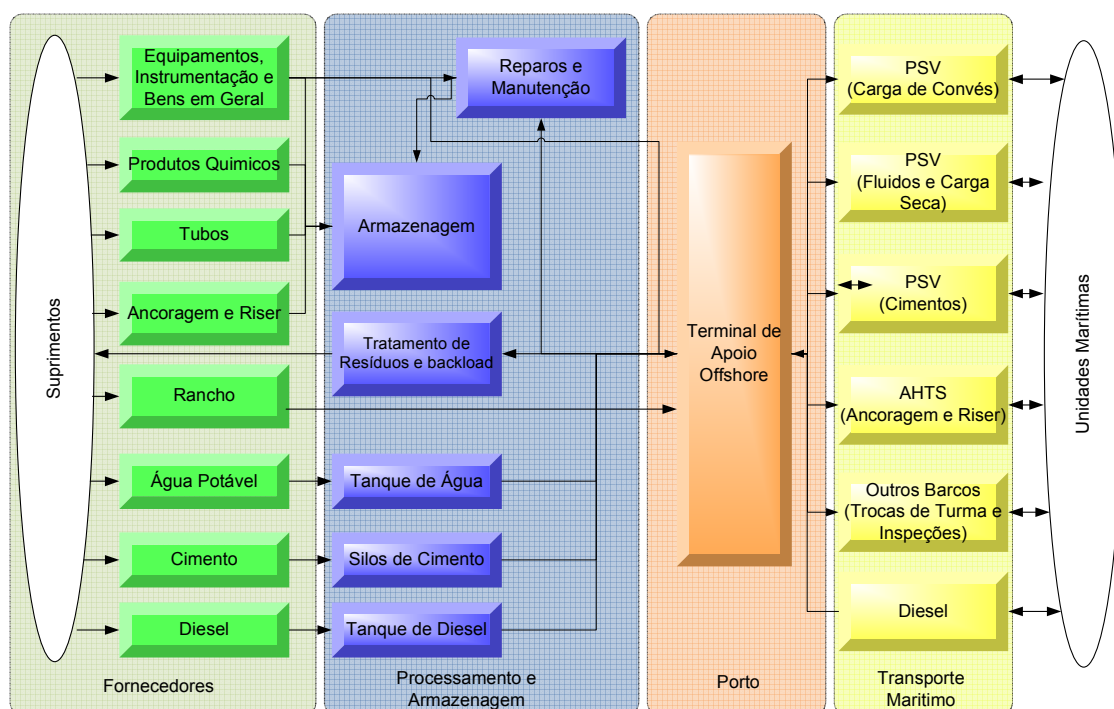 Suprimentos
Equipamentos,
Instrumentação e
Bens em Geral
Produtos Quimicos
Tubos
Ancoragem e Riser
Rancho
Água Potável
Cimento
Diesel
Fornecedores
Reparos e
Manutenção
Armazenagem
Tratamento de
Resíduos e backload
Tanque de Água
Silos de Cimento
Tanque de Diesel
Processamento e
Armazenagem
Terminal de
Apoio
Offshore
Porto
PSV
(Carga de Convés)
PSV
(Fluidos e Carga
Seca)
PSV
(Cimentos)
AHTS
(Ancoragem e Riser)
Outros Barcos
(Trocas de Turma e
Inspeções)
Diesel
Transporte
Maritimo
Unidades Marítimas